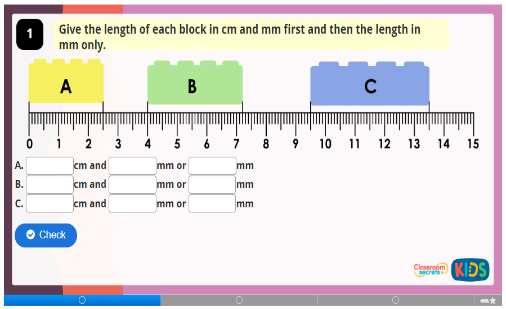 1
Give the length of each block in cm and mm first and then the length in
mm only.
A B C
0 1 2 3 4 5 6 7 8 9 10 11 12 13 14 15
A. cm and mm or mm
B. cm and mm or mm
C. cm and mm or mm
Check
Classroom
Secrets
KIDS